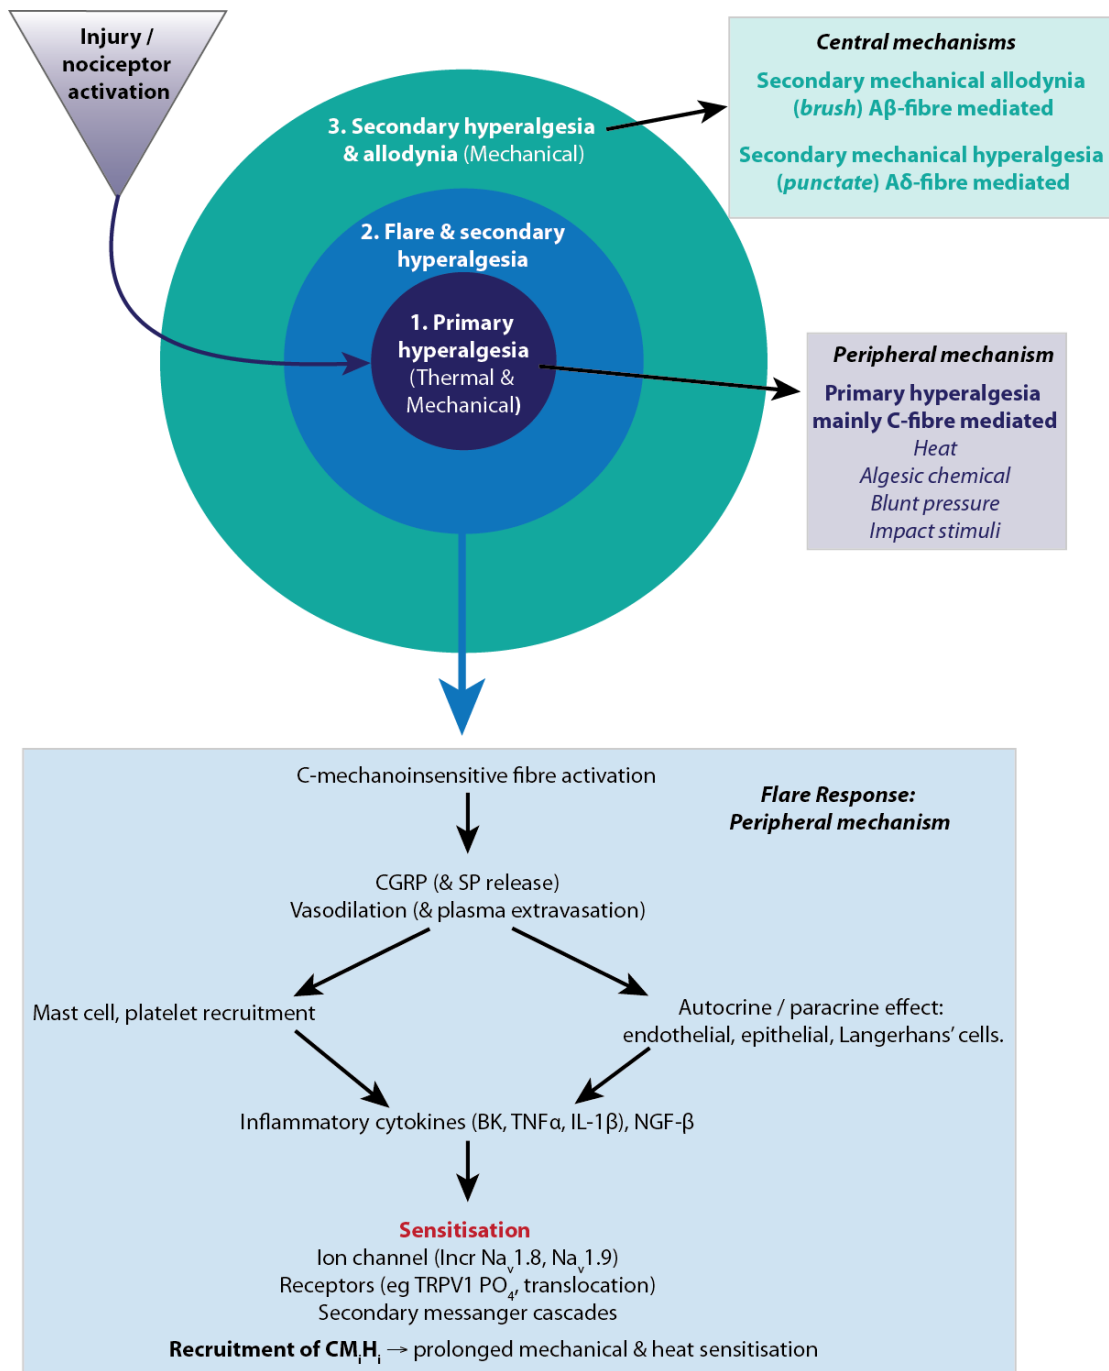 Injury /
nociceptor
activation
3. Secondary hyperalgesia
& allodynia (Mechanical)
2. Flare & secondary
hyperalgesia
1. Primary
hyperalgesia
(Thermal &
Mechanical)
Central mechanisms
Secondary mechanical allodynia
(brush) Aβ-fibre mediated
Secondary mechanical hyperalgesia
(punctate) Aδ-fibre mediated
Peripheral mechanism
Primary hyperalgesia
mainly C-fibre mediated
Heat
Algesic chemical
Blunt pressure
Impact stimuli
Flare Response:
Peripheral mechanism
C-mechanoinsensitive fibre activation
CGRP (& SP release)
Vasodilation (& plasma extravasation)
Mast cell, platelet recruitment
Autocrine / paracrine effect:
endothelial, epithelial, Langerhans’ cells.
Inflammatory cytokines (BK, TNFα, IL-1β), NGF-β
Sensitisation
Ion channel (Incr Nav1.8, Nav1.9)
Receptors (eg TRPV1 PO4, translocation)
Secondary messanger cascades
Recruitment of CMiHi → prolonged mechanical & heat sensitisation